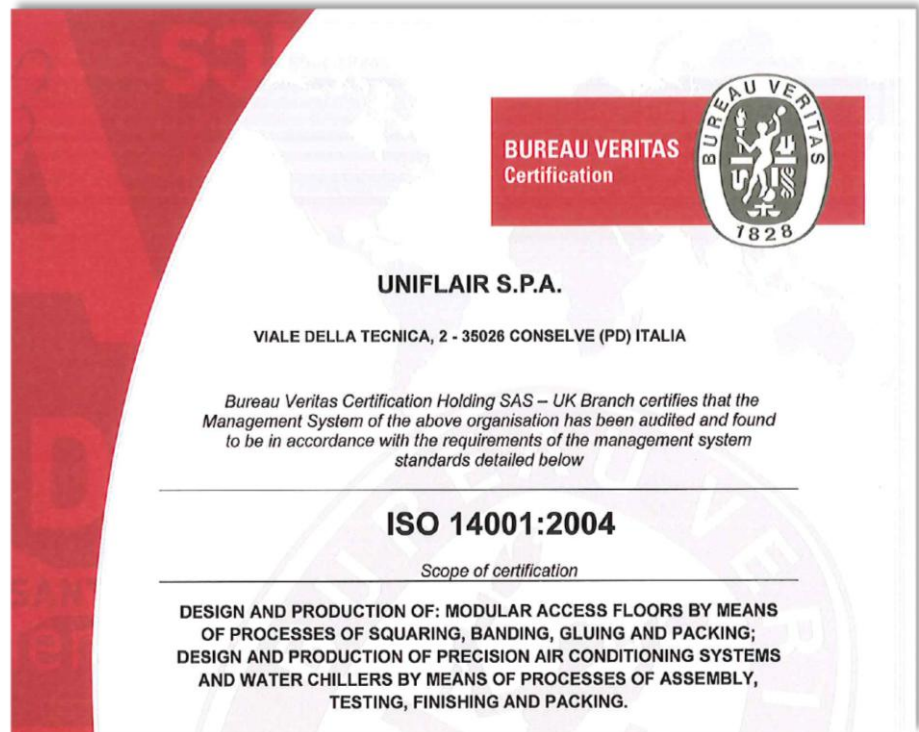 BUREAU VERITAS
Certification
BUREAU VERITAS
1828
UNIFLAIR S.P.A.
VIALE DELLA TECNICA, 2 - 35026 CONSELVE (PD) ITALIA
Bureau Veritas Certification Holding SAS – UK Branch certifies that the
Management System of the above organisation has been audited and found
to be in accordance with the requirements of the management system
standards detailed below
ISO 14001:2004
Scope of certification
DESIGN AND PRODUCTION OF: MODULAR ACCESS FLOORS BY MEANS
OF PROCESSES OF SQUARING, BANDING, GLUING AND PACKING;
DESIGN AND PRODUCTION OF PRECISION AIR CONDITIONING SYSTEMS
AND WATER CHILLERS BY MEANS OF PROCESSES OF ASSEMBLY,
TESTING, FINISHING AND PACKING.